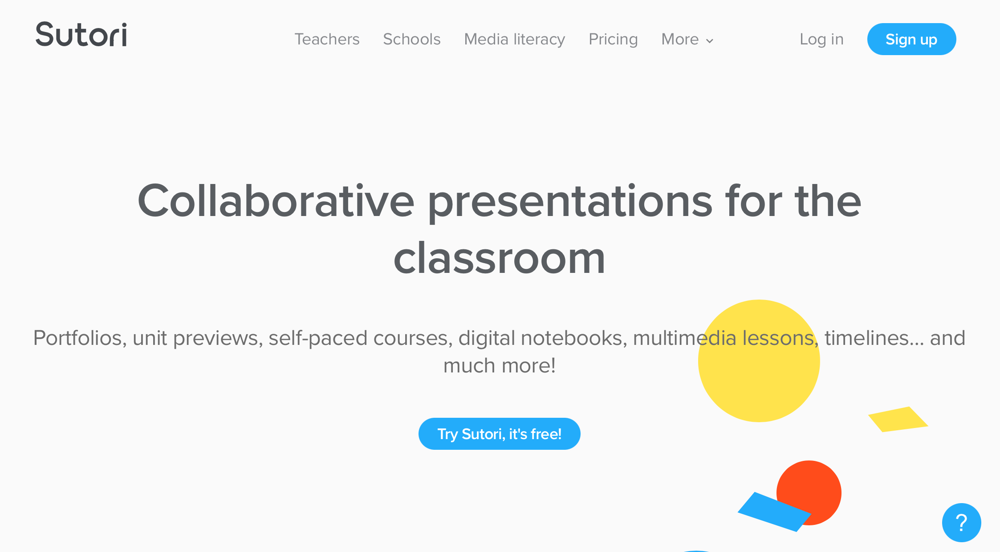 Sutori
Teachers Schools Media literacy Pricing More Log in Sign up
Collaborative presentations for the
classroom
Portfolios, unit previews, self-paced courses, digital notebooks, multimedia lessons, timelines... and
much more!
Try Sutori, it's free!
?